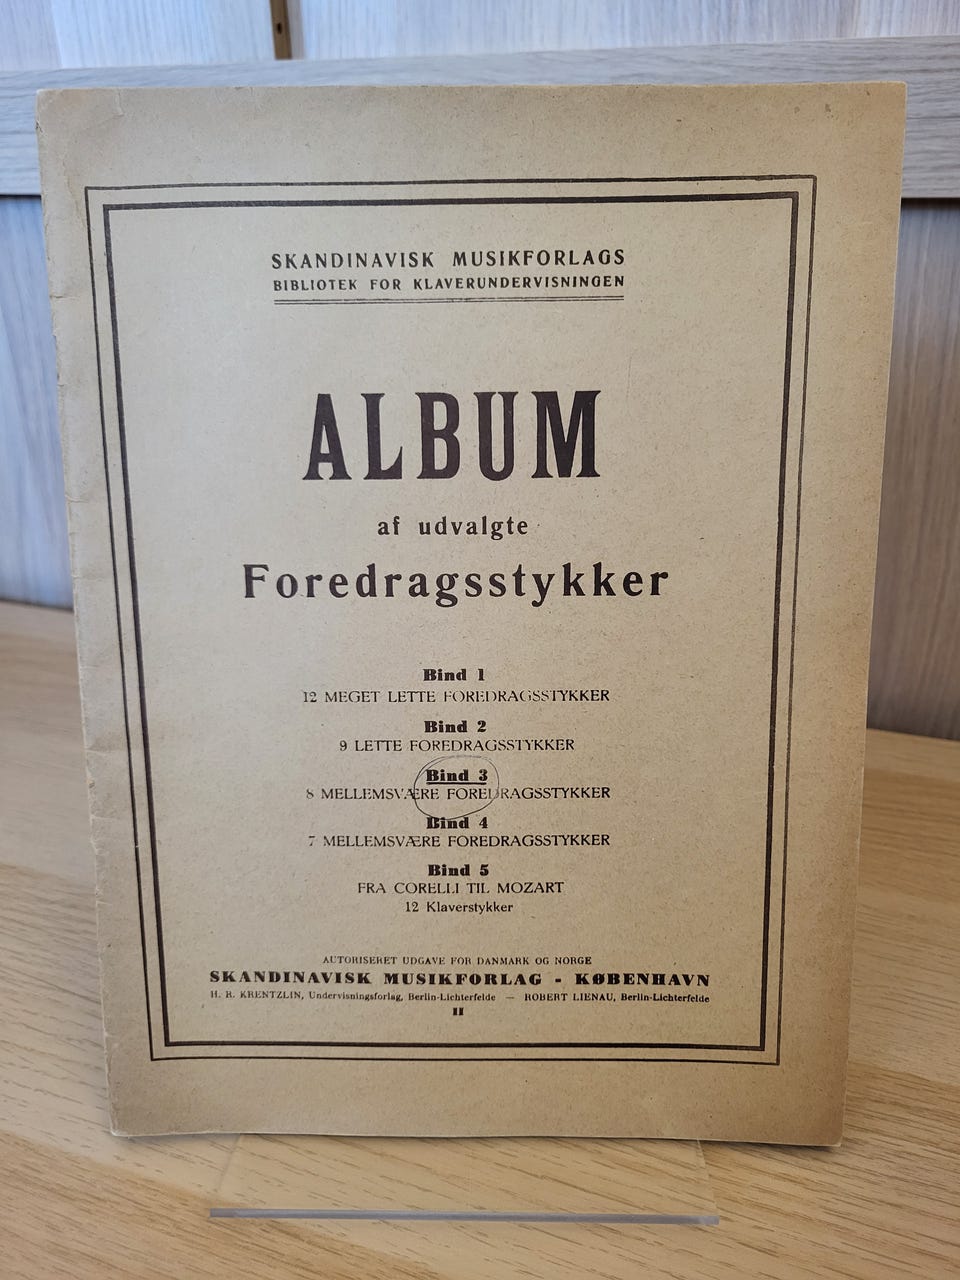 SKANDINAVISK MUSIKFORLAGS
BIBLIOTEK FOR KLAVERUNDERVISNINGEN
ALBUM
af udvalgte
Foredragsstykker
Bind 1
12 MEGET LETTE FOREDRAGSSTYKKER
Bind 2
9 LETTE FOREDRAGSSTYKKER
Bind 3
8 MELLEMSVÆRE FOREDRAGSSTYKKER
Bind 4
7 MELLEMSVÆRE FOREDRAGSSTYKKER
Bind 5
FRA CORELLI TIL MOZART
12 Klaverstykker
AUTORISERET UDGAVE FOR DANMARK OG NORGE
SKANDINAVISK MUSIKFORLAG - KØBENHAVN
H. R. KRENTZLIN, Undervisningsforlag, Berlin-Lichterfelde — ROBERT LIENAU, Berlin-Lichterfelde
II